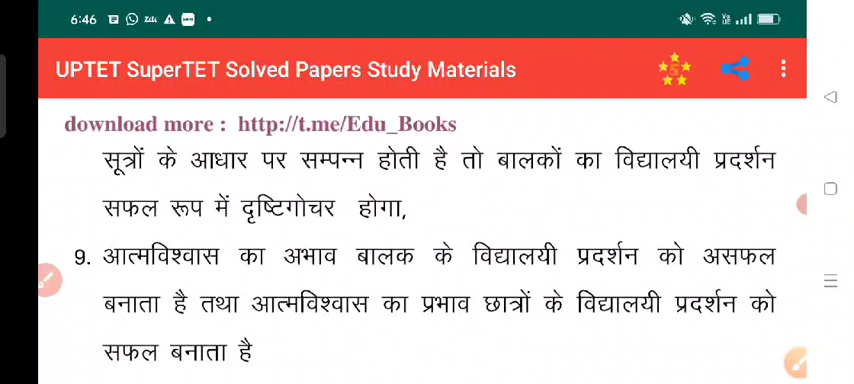 6:46
UPTET SuperTET Solved Papers Study Materials
download more : http://t.me/Edu_Books
सूत्रों के आधार पर सम्पन्न होती है तो बालकों का विद्यालयी प्रदर्शन
सफल रूप में दृष्टिगोचर होगा,
9. आत्मविश्वास का अभाव बालक के विद्यालयी प्रदर्शन को असफल
बनाता है तथा आत्मविश्वास का प्रभाव छात्रों के विद्यालयी प्रदर्शन को
सफल बनाता है